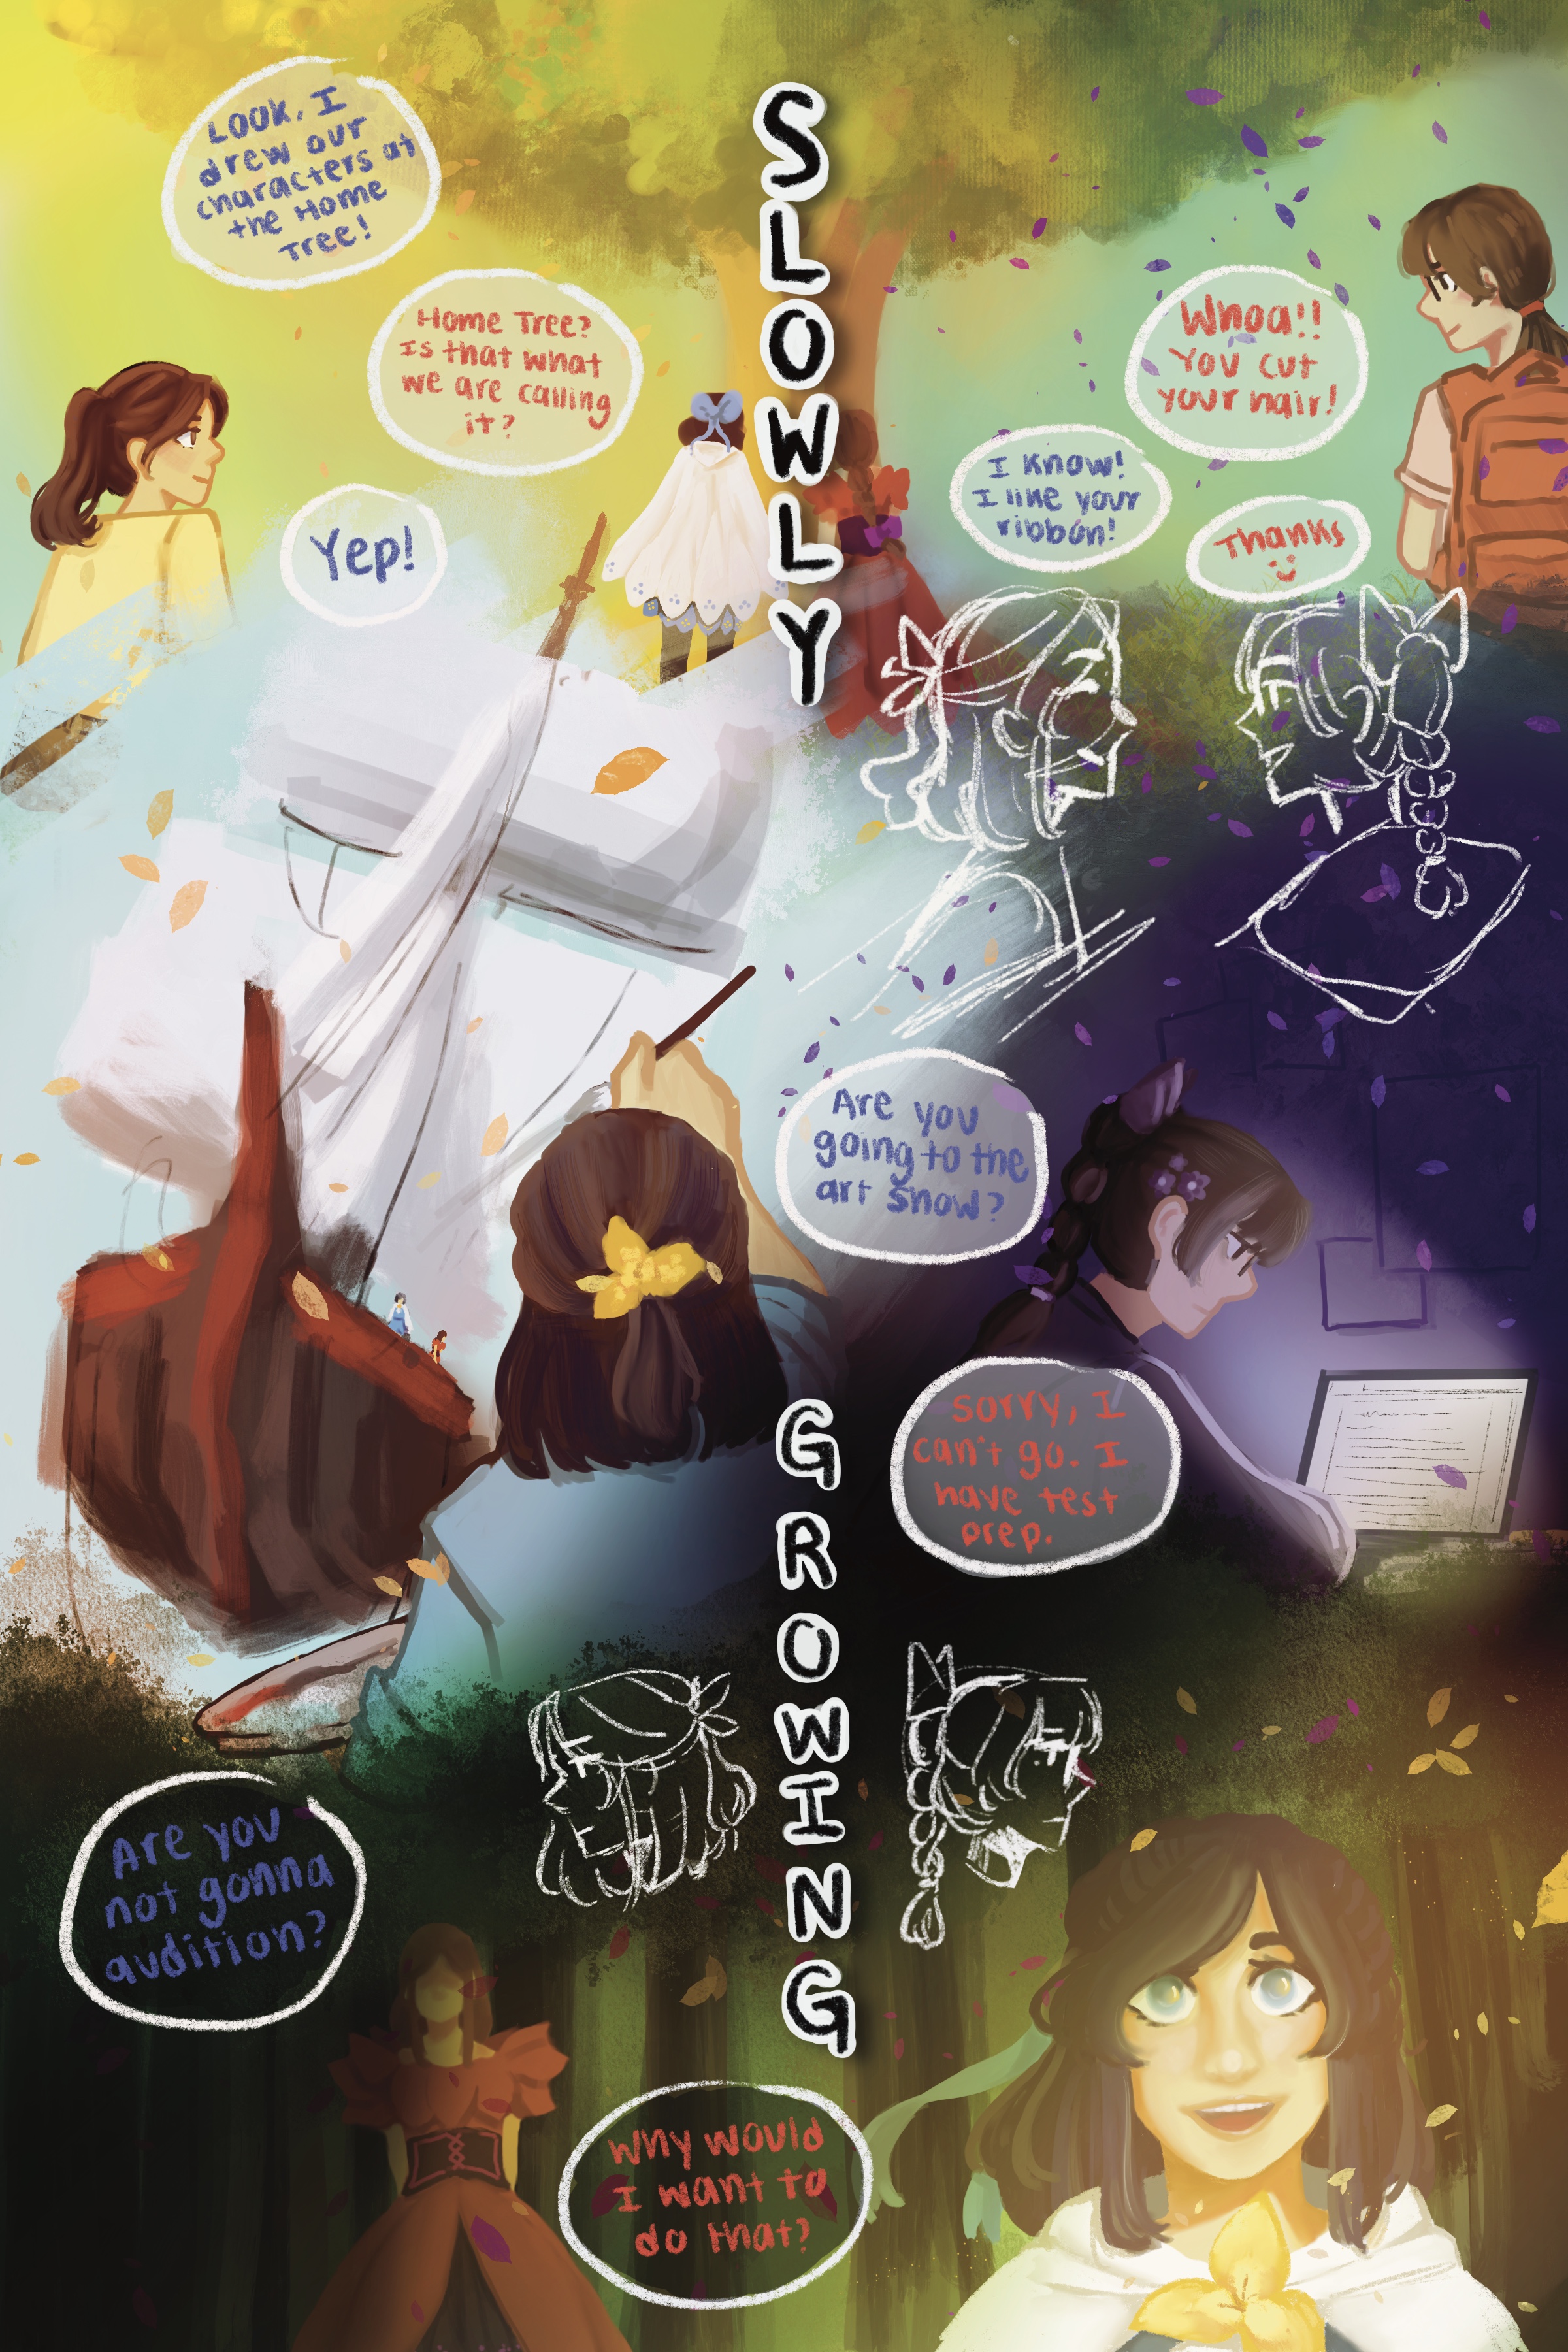 LOOK, I
drew our
characters at
the Home
Tree!
Home Tree?
Is that what
we are calling
it?
Yep!
SLOWLY
Whoa!!
You cut
your hair!
I know!
I like your
ribbon!
Thanks
Are you
going to the
art show?
Sorry, I
can't go. I
have test
prep.
GROWING
Are you
not gonna
audition?
Why would
I want to
do that?